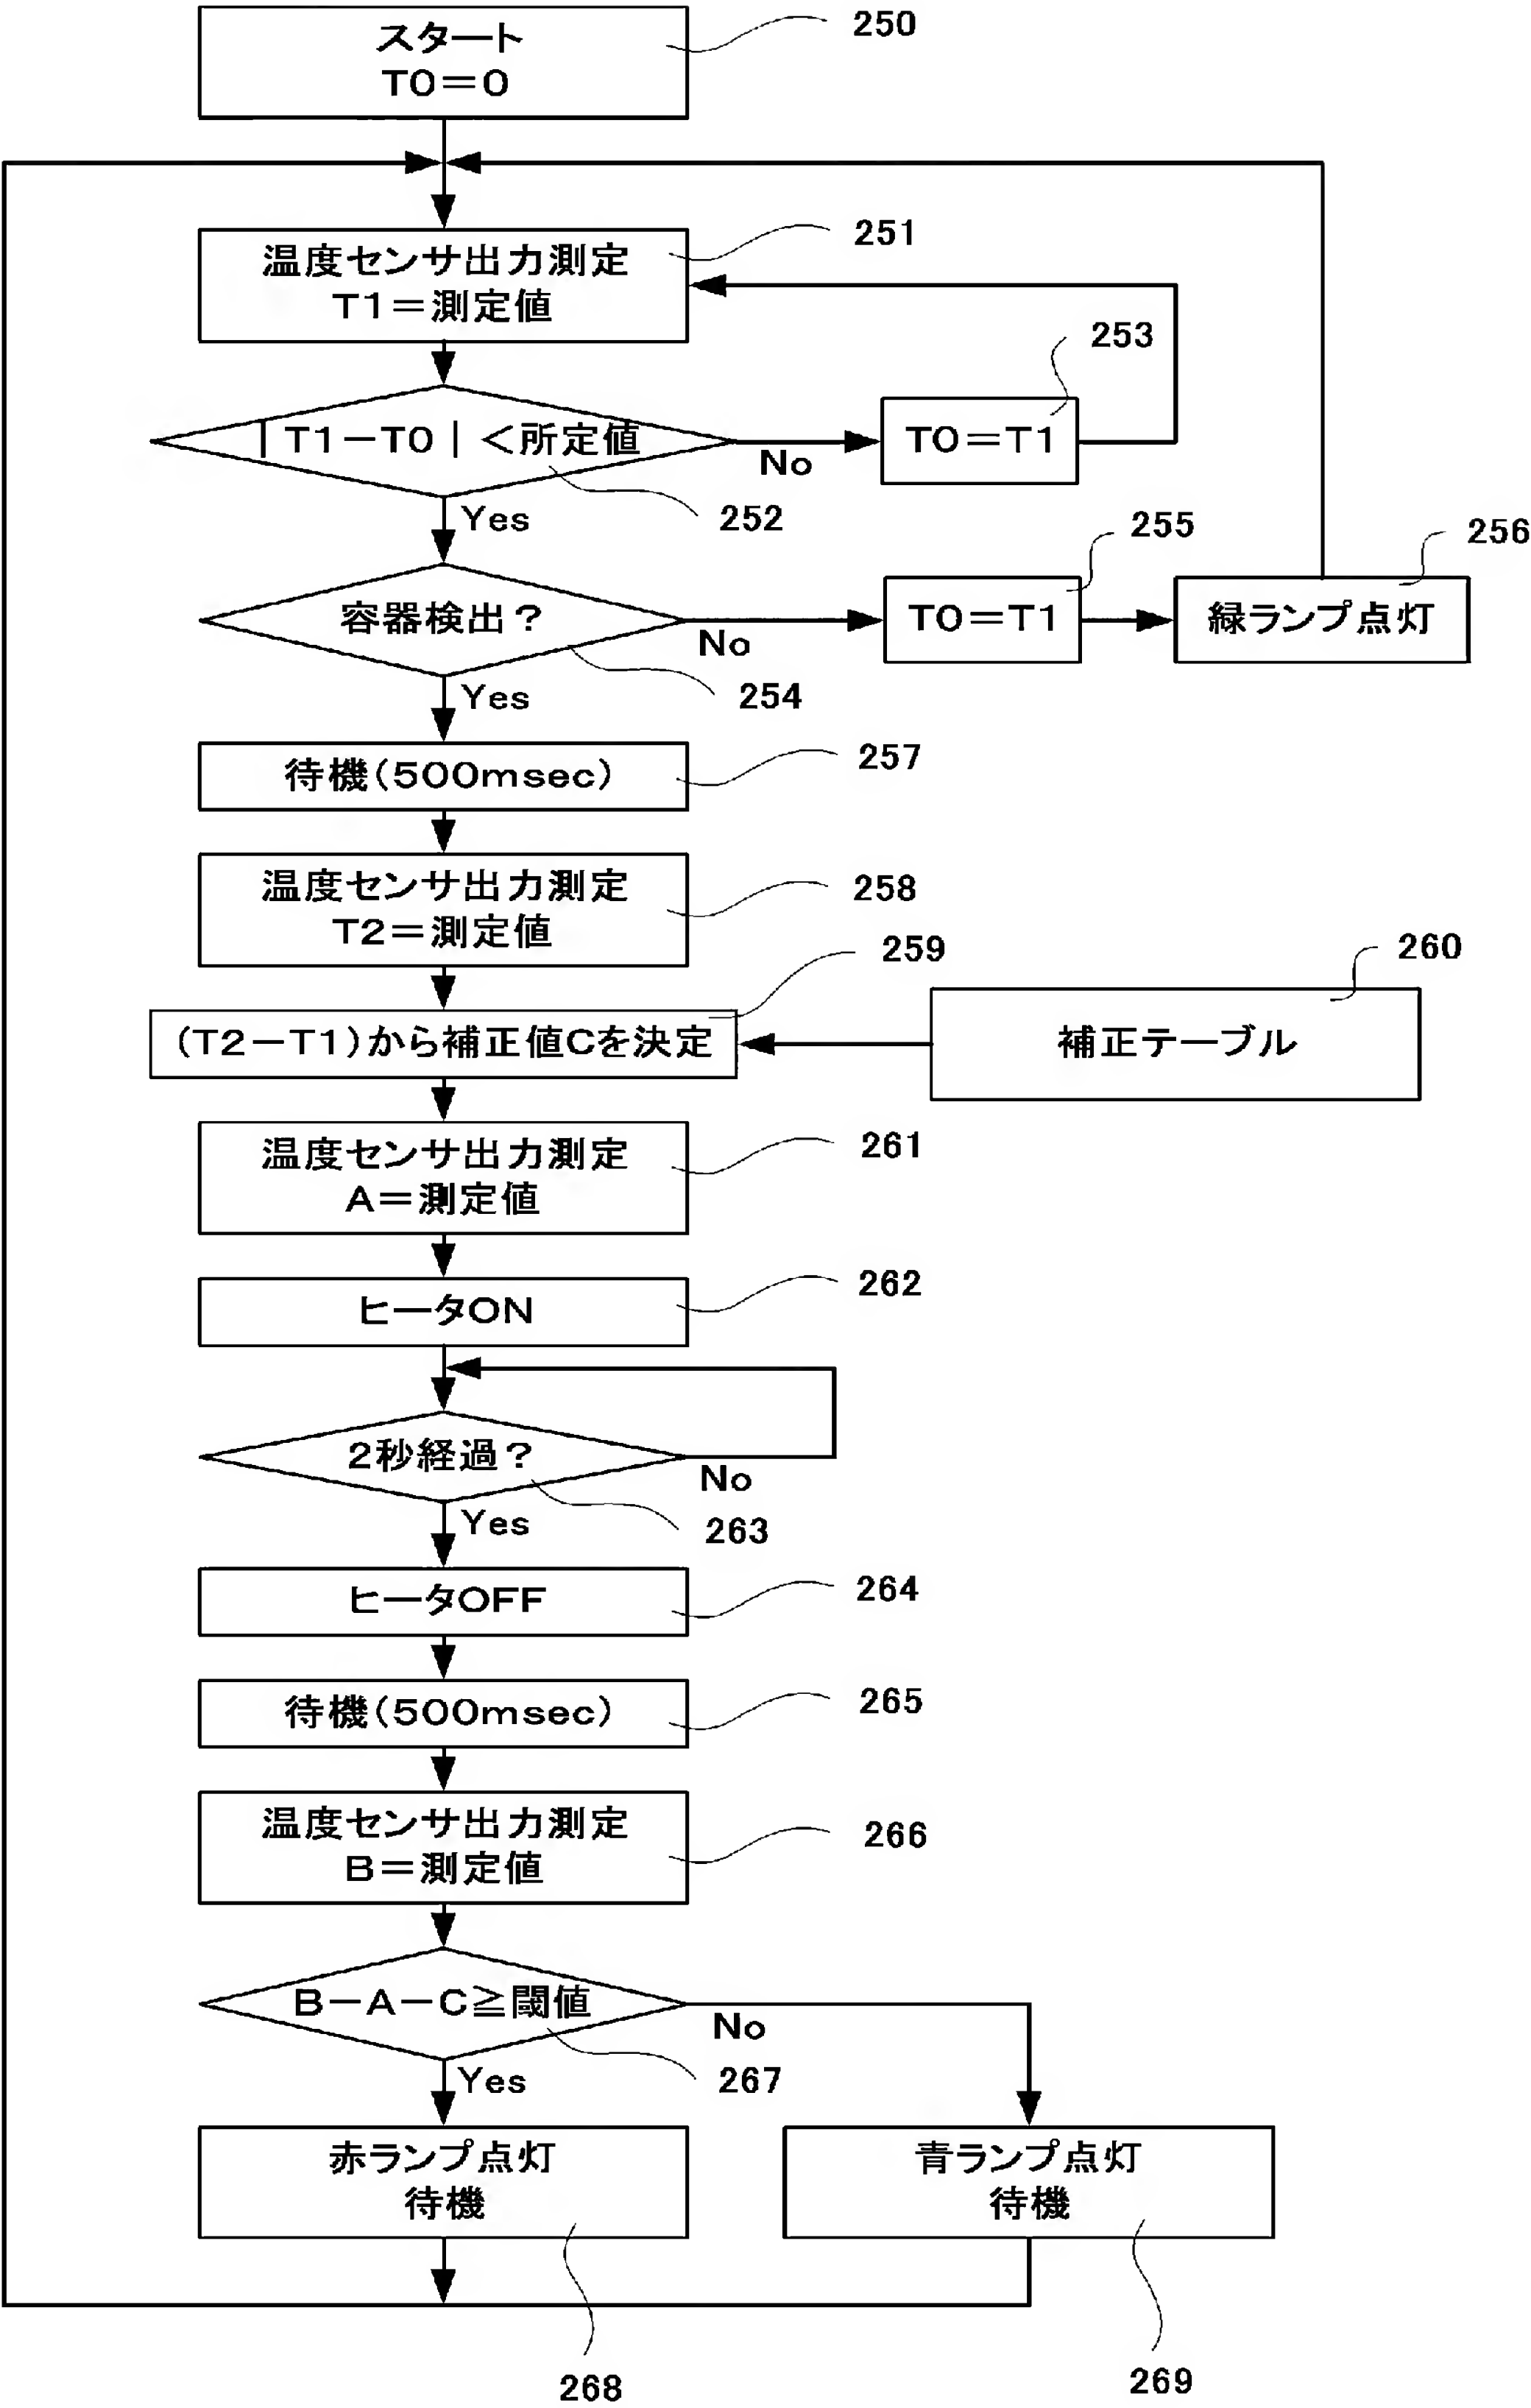 スタート
T0＝0
250
温度センサ出力測定
T1＝測定値
251
｜T1－T0｜＜所定値
No
252
Yes
T0＝T1
253
容器検出？
No
254
Yes
T0＝T1
255
緑ランプ点灯
256
待機(500msec)
257
温度センサ出力測定
T2＝測定値
258
(T2－T1)から補正値Cを決定
259
補正テーブル
260
温度センサ出力測定
A＝測定値
261
ヒータON
262
2秒経過？
No
263
Yes
ヒータOFF
264
待機(500msec)
265
温度センサ出力測定
B＝測定値
266
B－A－C≧閾値
No
267
Yes
赤ランプ点灯
待機
268
青ランプ点灯
待機
269